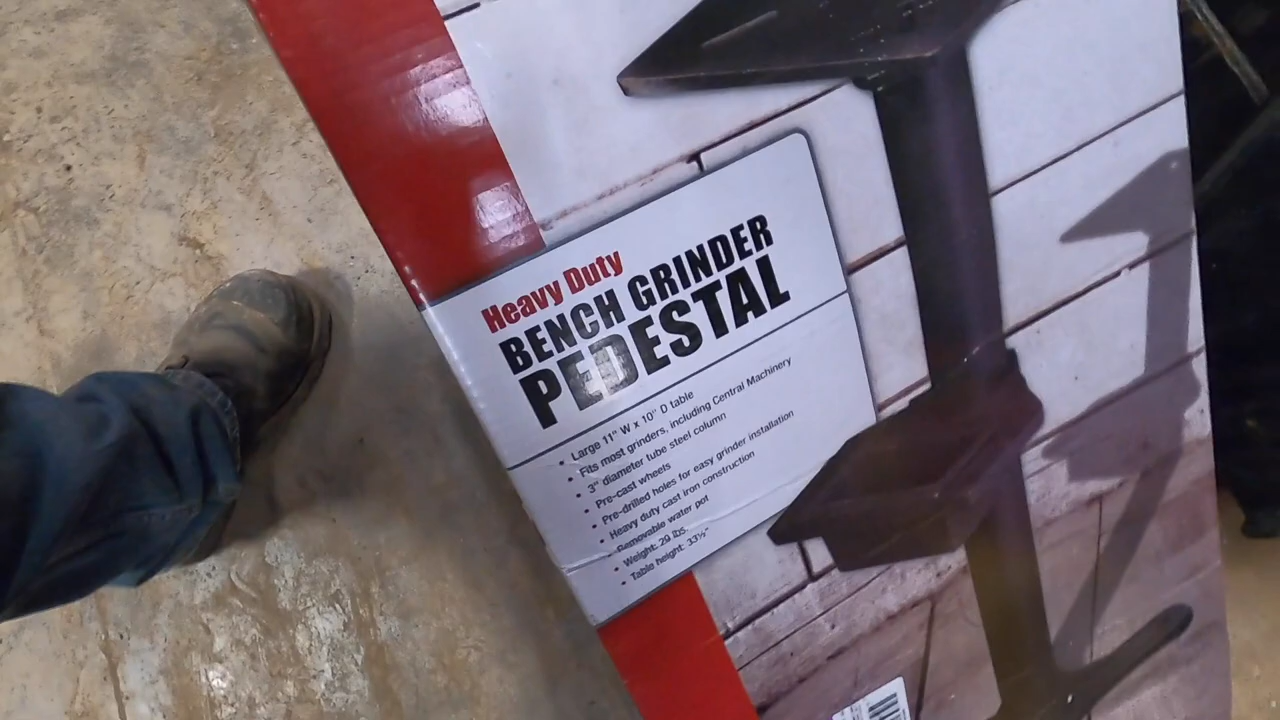 Heavy Duty
BENCH GRINDER
PEDESTAL
• Large 11" W x 10" D table
• Fits most grinders, including Central Machinery
• 3" diameter tube steel column
• Pre-cast wheels
• Pre-drilled holes for easy grinder installation
• Heavy duty cast iron construction
• Removable water pot
• Weight: 29 lbs.
• Table height: 33½"